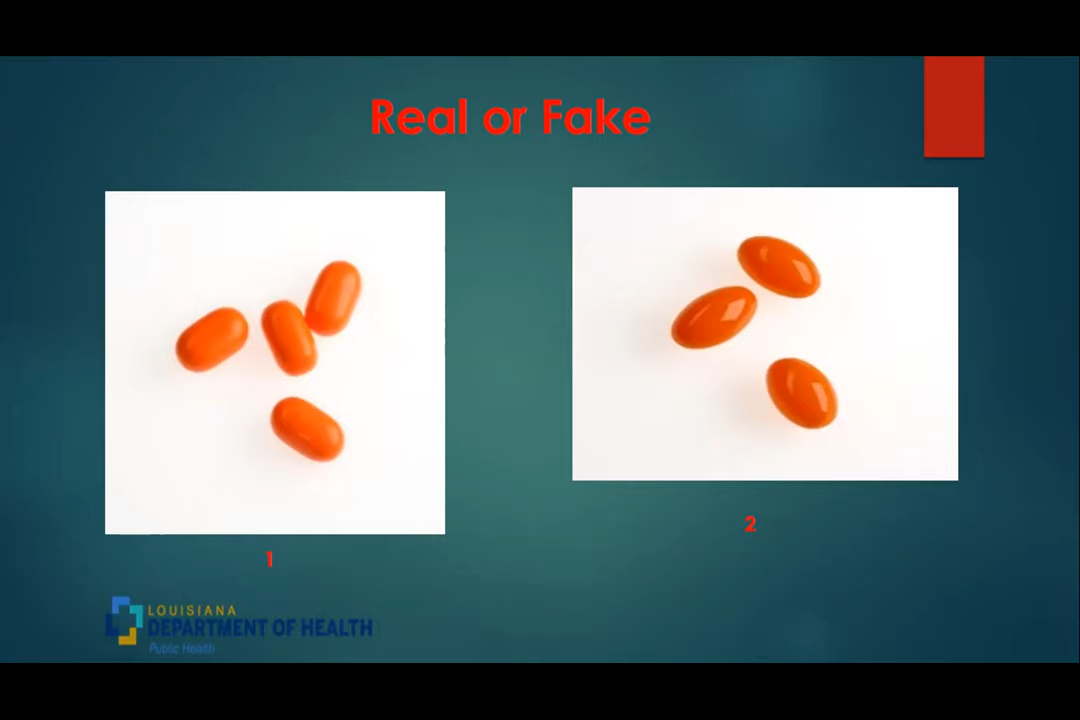 Real or Fake
1
2
LOUISIANA
DEPARTMENT OF HEALTH
Public Health